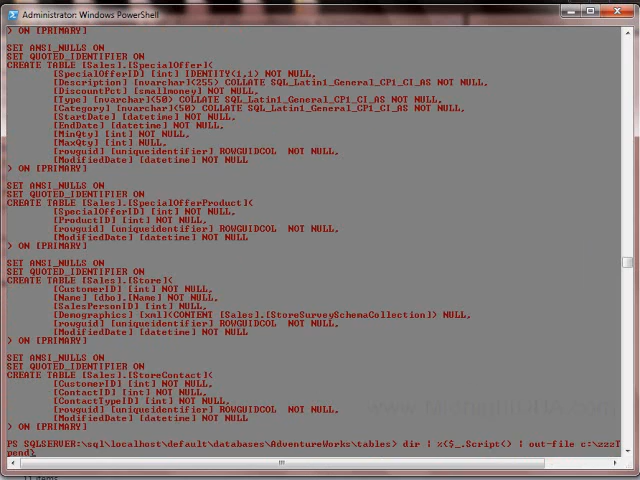 Administrator: Windows PowerShell
) ON [PRIMARY]
SET ANSI_NULLS ON
SET QUOTED_IDENTIFIER ON
CREATE TABLE [Sales].[SpecialOffer](
[SpecialOfferID] [int] IDENTITY(1,1) NOT NULL,
[Description] [nvarchar](255) COLLATE SQL_Latin1_General_CP1_CI_AS NOT NULL,
[DiscountPct] [smallmoney] NOT NULL,
[Type] [nvarchar](50) COLLATE SQL_Latin1_General_CP1_CI_AS NOT NULL,
[Category] [nvarchar](50) COLLATE SQL_Latin1_General_CP1_CI_AS NOT NULL,
[StartDate] [datetime] NOT NULL,
[EndDate] [datetime] NOT NULL,
[MinQty] [int] NOT NULL,
[MaxQty] [int] NULL,
[rowguid] [uniqueidentifier] ROWGUIDCOL  NOT NULL,
[ModifiedDate] [datetime] NOT NULL
) ON [PRIMARY]
SET ANSI_NULLS ON
SET QUOTED_IDENTIFIER ON
CREATE TABLE [Sales].[SpecialOfferProduct](
[SpecialOfferID] [int] NOT NULL,
[ProductID] [int] NOT NULL,
[rowguid] [uniqueidentifier] ROWGUIDCOL  NOT NULL,
[ModifiedDate] [datetime] NOT NULL
) ON [PRIMARY]
SET ANSI_NULLS ON
SET QUOTED_IDENTIFIER ON
CREATE TABLE [Sales].[Store](
[CustomerID] [int] NOT NULL,
[Name] [dbo].[Name] NOT NULL,
[SalesPersonID] [int] NULL,
[Demographics] [xml](CONTENT [Sales].[StoreSurveySchemaCollection]) NULL,
[rowguid] [uniqueidentifier] ROWGUIDCOL  NOT NULL,
[ModifiedDate] [datetime] NOT NULL
) ON [PRIMARY]
SET ANSI_NULLS ON
SET QUOTED_IDENTIFIER ON
CREATE TABLE [Sales].[StoreContact](
[CustomerID] [int] NOT NULL,
[ContactID] [int] NOT NULL,
[ContactTypeID] [int] NOT NULL,
[rowguid] [uniqueidentifier] ROWGUIDCOL  NOT NULL,
[ModifiedDate] [datetime] NOT NULL
) ON [PRIMARY]
PS SQLSERVER:\sql\localhost\default\databases\AdventureWorks\tables> dir | %{$_.Script() | out-file c:\zzzT
pend}
11 items